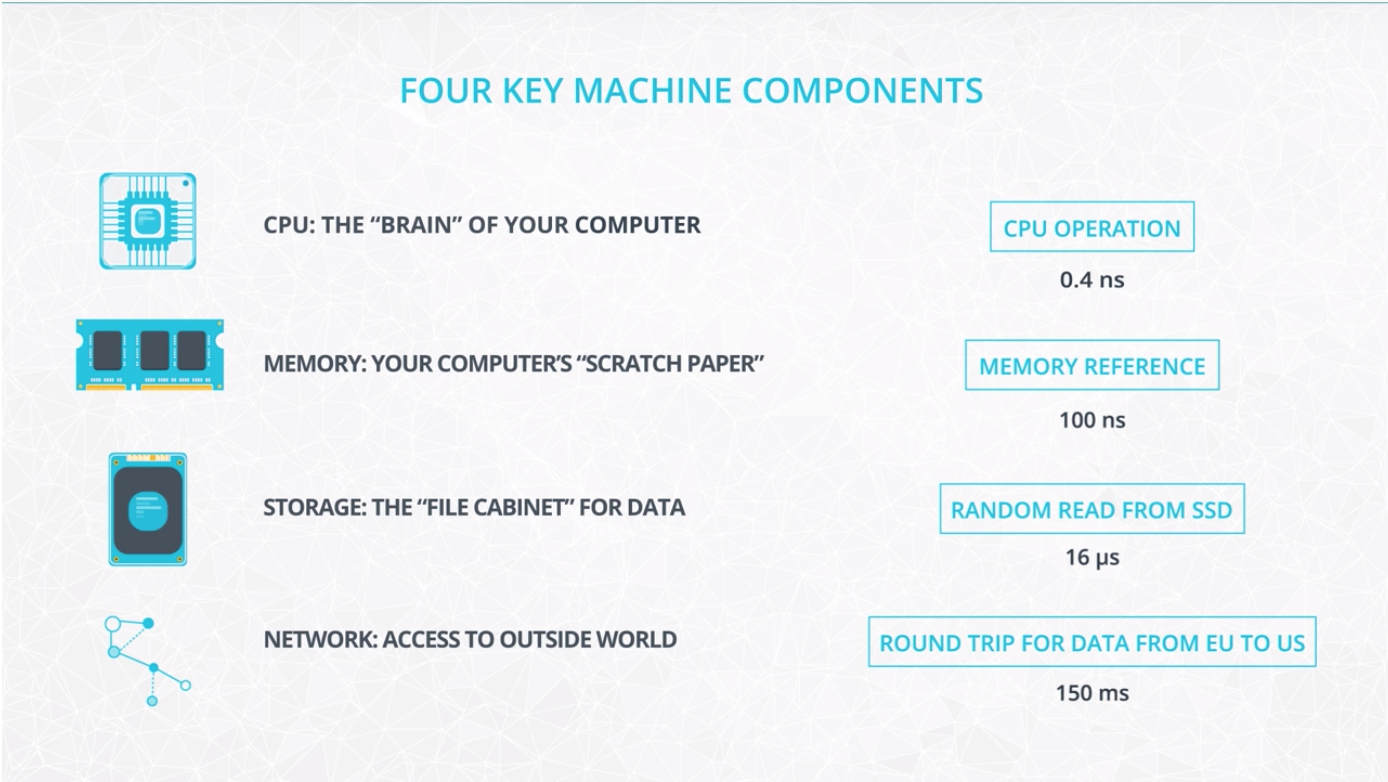 FOUR KEY MACHINE COMPONENTS
CPU: THE “BRAIN” OF YOUR COMPUTER
CPU OPERATION
0.4 ns
MEMORY: YOUR COMPUTER’S “SCRATCH PAPER”
MEMORY REFERENCE
100 ns
STORAGE: THE “FILE CABINET” FOR DATA
RANDOM READ FROM SSD
16 µs
NETWORK: ACCESS TO OUTSIDE WORLD
ROUND TRIP FOR DATA FROM EU TO US
150 ms